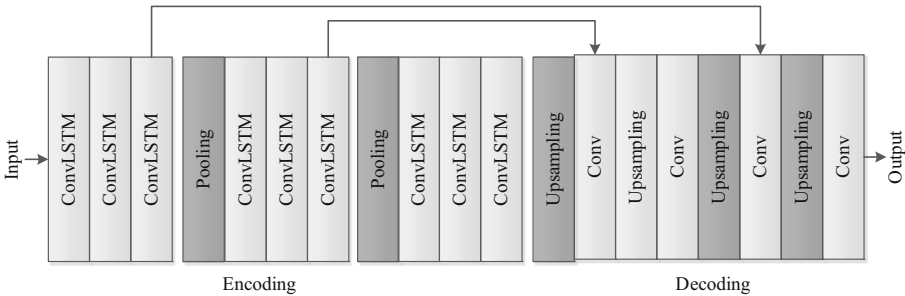 Input
ConvLSTM
ConvLSTM
ConvLSTM
Pooling
ConvLSTM
ConvLSTM
ConvLSTM
Pooling
ConvLSTM
ConvLSTM
ConvLSTM
Upsampling
Conv
Upsampling
Conv
Upsampling
Conv
Upsampling
Conv
Output
Encoding
Decoding